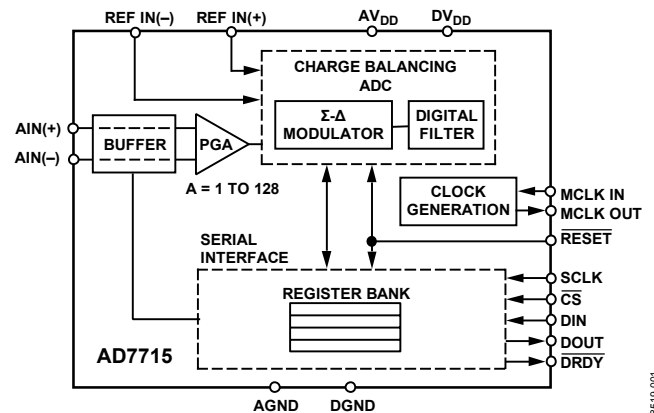 REF IN(–) REF IN(+) AVDD DVDD
CHARGE BALANCING
ADC
Σ-Δ
MODULATOR
DIGITAL
FILTER
AIN(+)
AIN(–)
BUFFER
PGA
A = 1 TO 128
CLOCK
GENERATION
MCLK IN
MCLK OUT
RESET
SERIAL
INTERFACE
REGISTER BANK
SCLK
CS
DIN
DOUT
DRDY
AD7715
AGND DGND